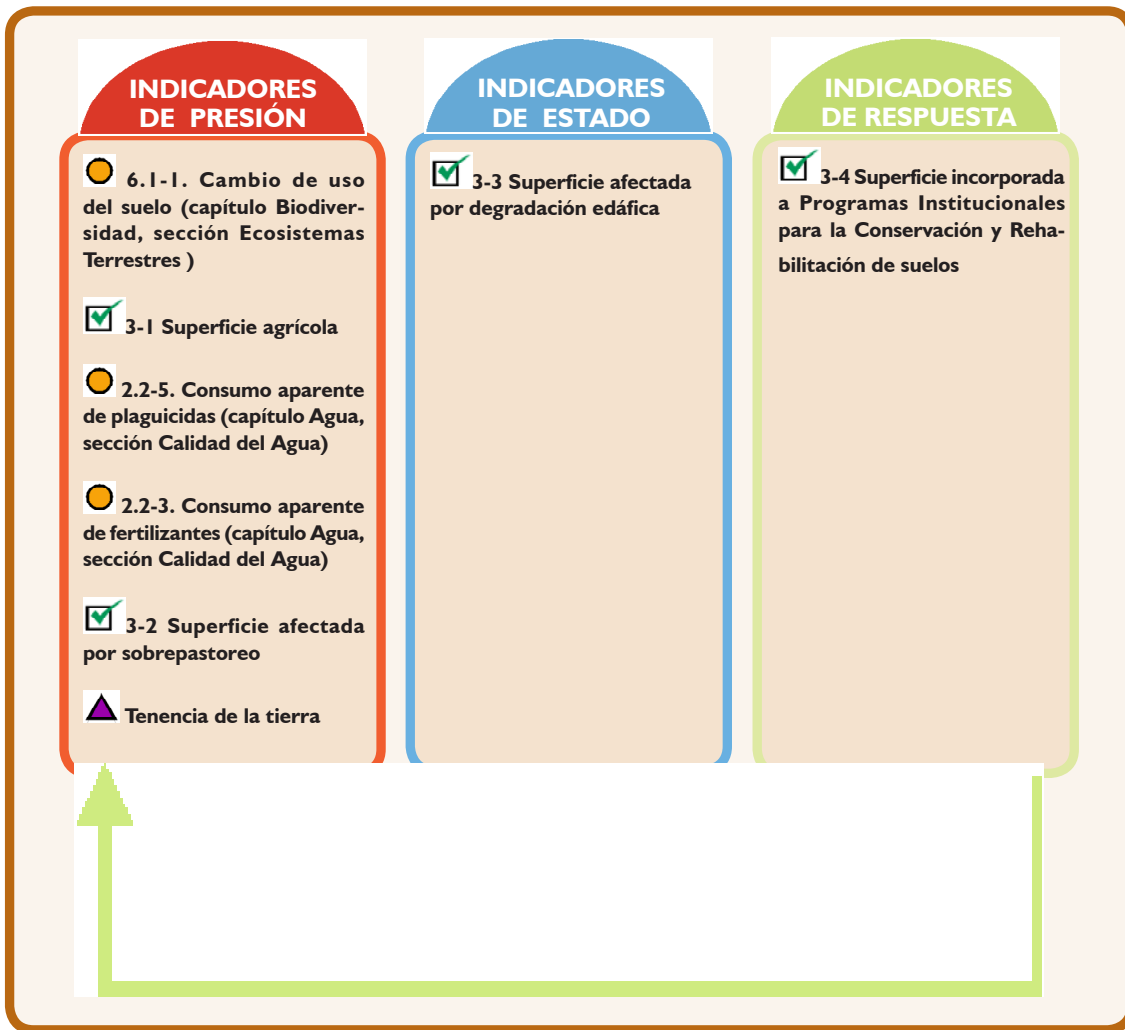 INDICADORES
DE PRESIÓN
6.1-1. Cambio de uso
del suelo (capítulo Biodiver-
sidad, sección Ecosistemas
Terrestres )
3-1 Superficie agrícola
2.2-5. Consumo aparente
de plaguicidas (capítulo Agua,
sección Calidad del Agua)
2.2-3. Consumo aparente
de fertilizantes (capítulo Agua,
sección Calidad del Agua)
3-2 Superficie afectada
por sobrepastoreo
Tenencia de la tierra
INDICADORES
DE ESTADO
3-3 Superficie afectada
por degradación edáfica
INDICADORES
DE RESPUESTA
3-4 Superficie incorporada
a Programas Institucionales
para la Conservación y Reha-
bilitación de suelos